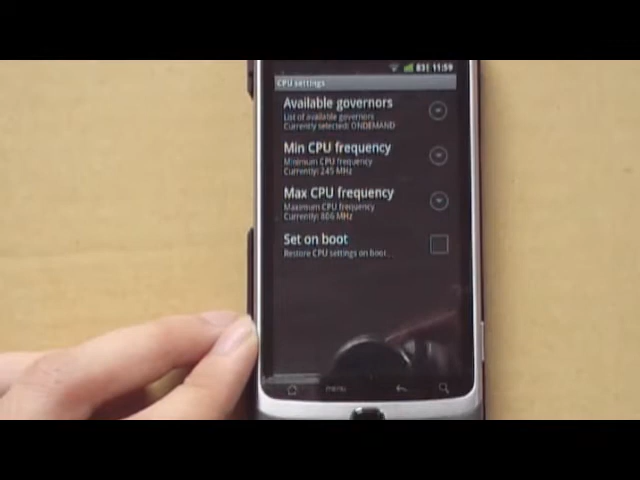 83 11:59
CPU settings
Available governors
List of available governors
Currently selected: ONDEMAND
Min CPU frequency
Minimum CPU frequency
Currently: 245 MHz
Max CPU frequency
Maximum CPU frequency
Currently: 806 MHz
Set on boot
Restore CPU settings on boot
menu